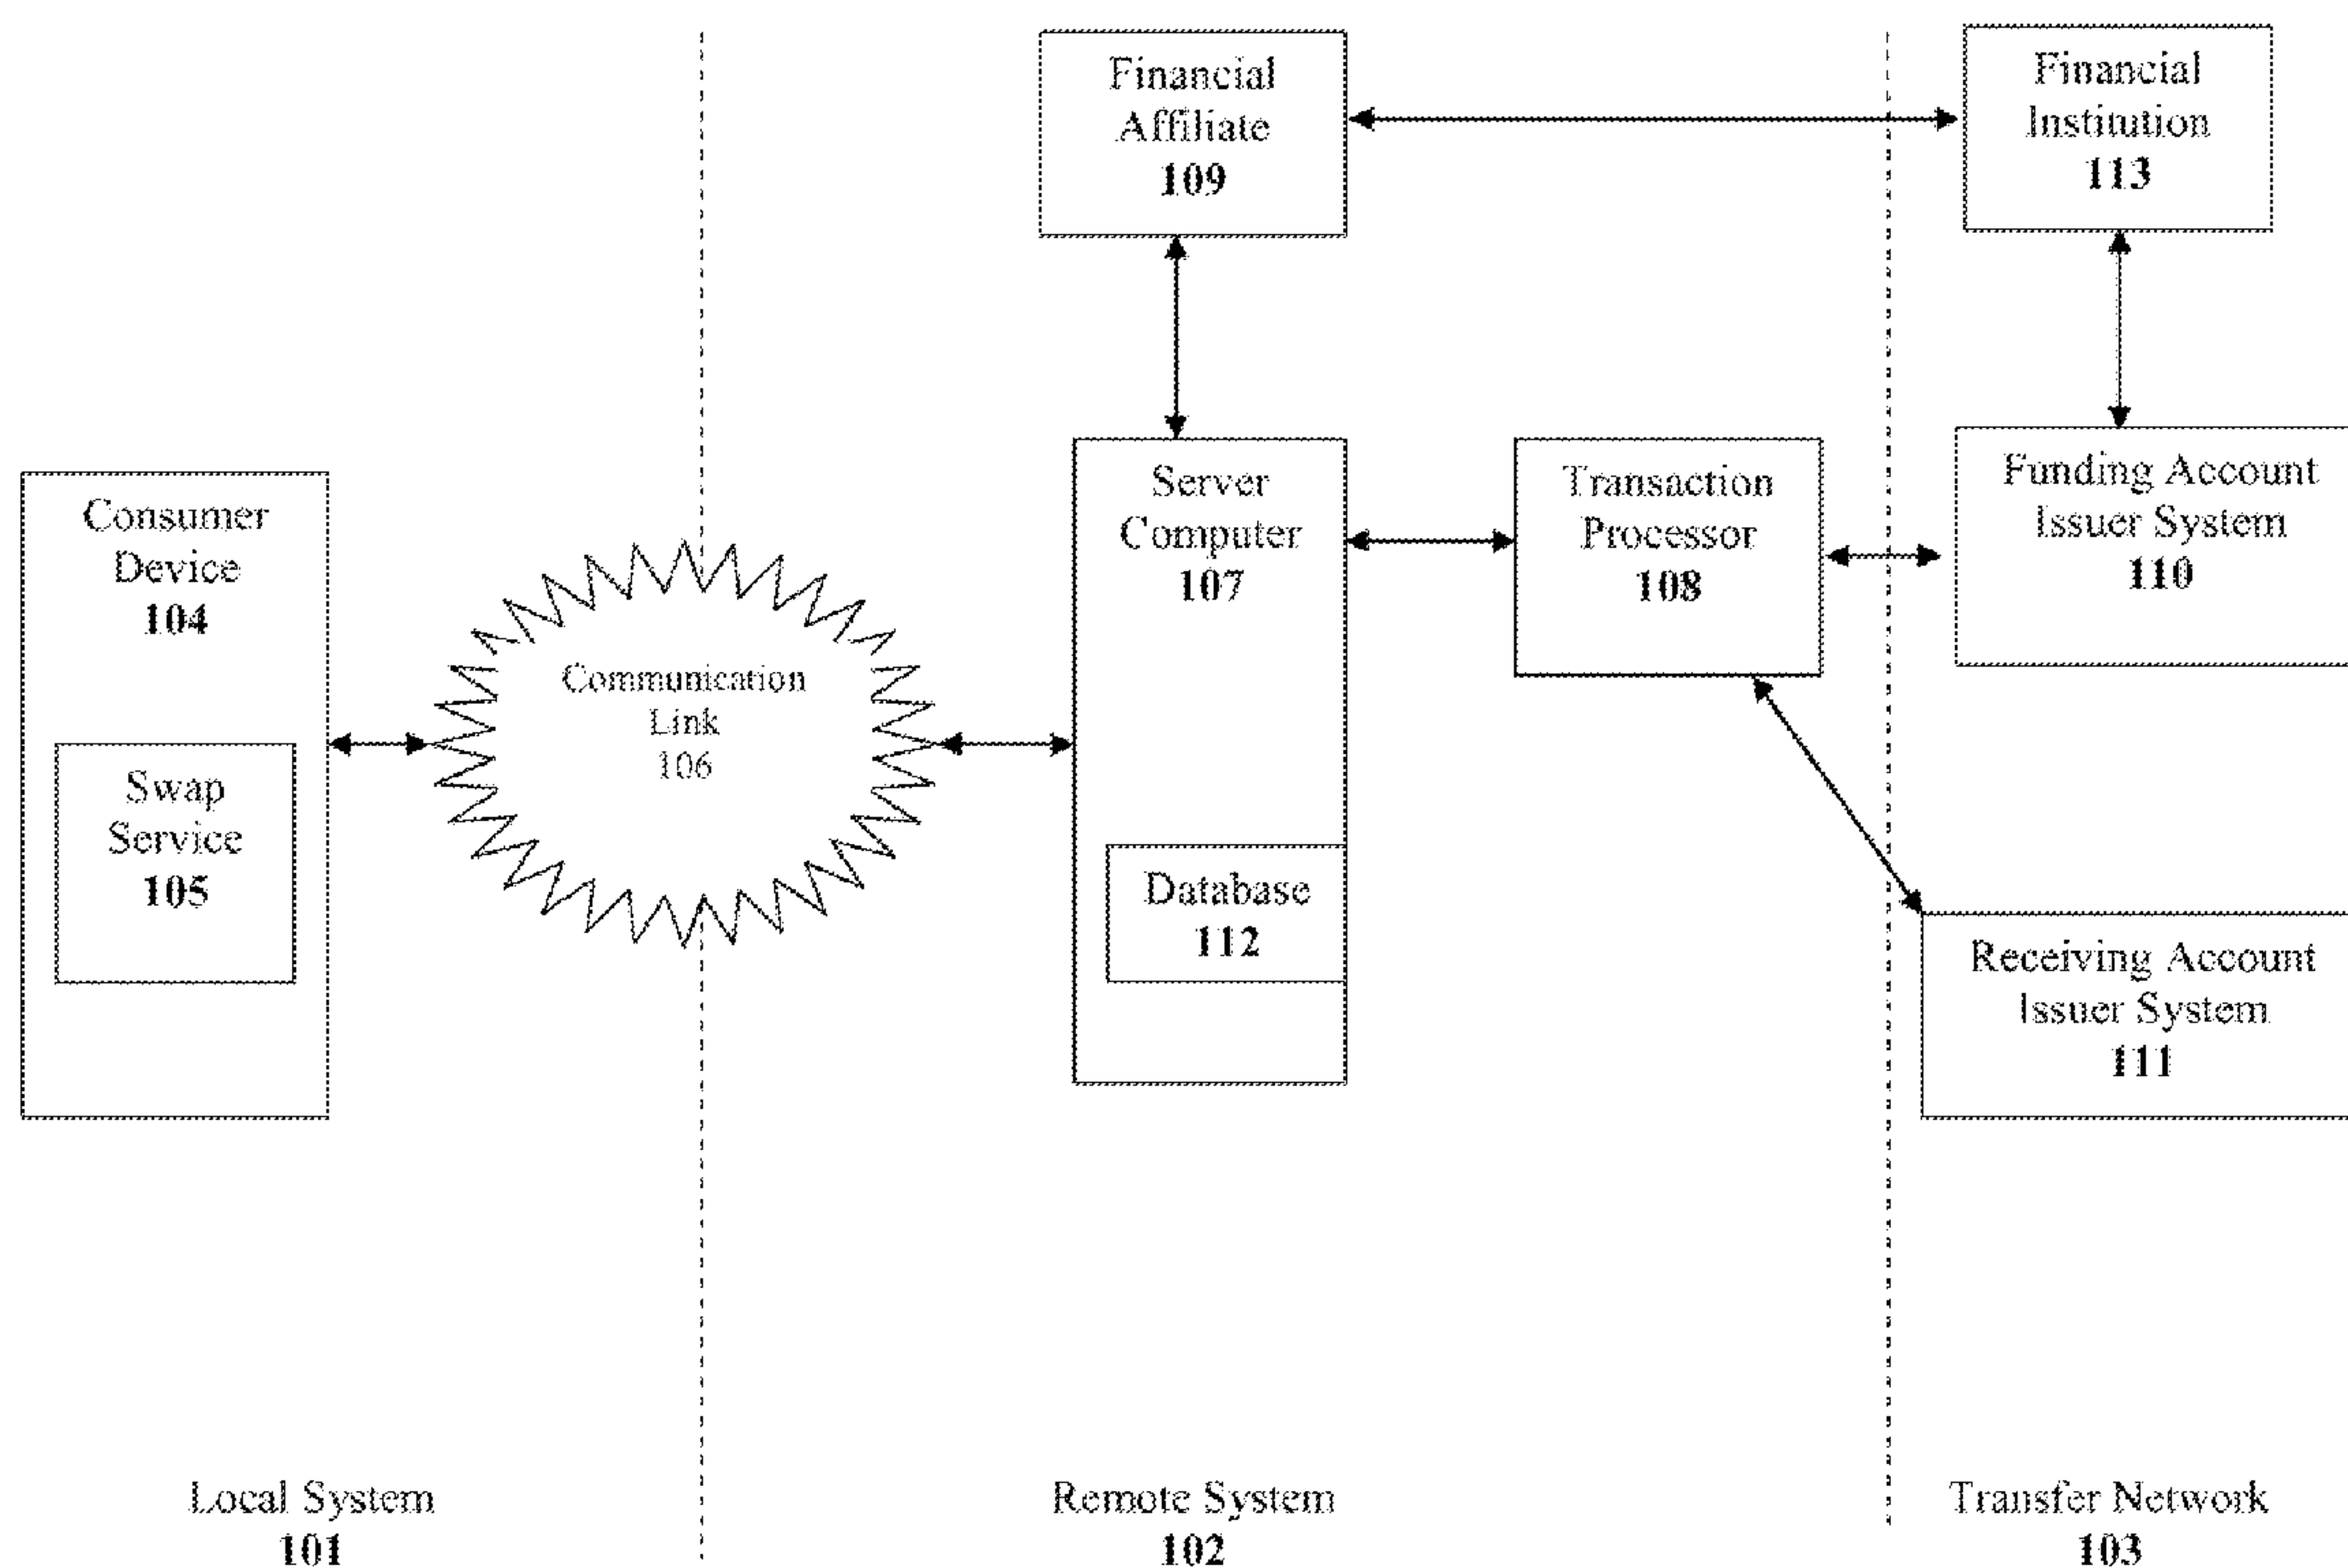 Financial
Affiliate
109
Financial
Institution
113
Consumer
Device
104
Swap
Service
105
Communication
Link
106
Server
Computer
107
Database
112
Transaction
Processor
108
Funding Account
Issuer System
110
Receiving Account
Issuer System
111
Local System
101
Remote System
102
Transfer Network
103